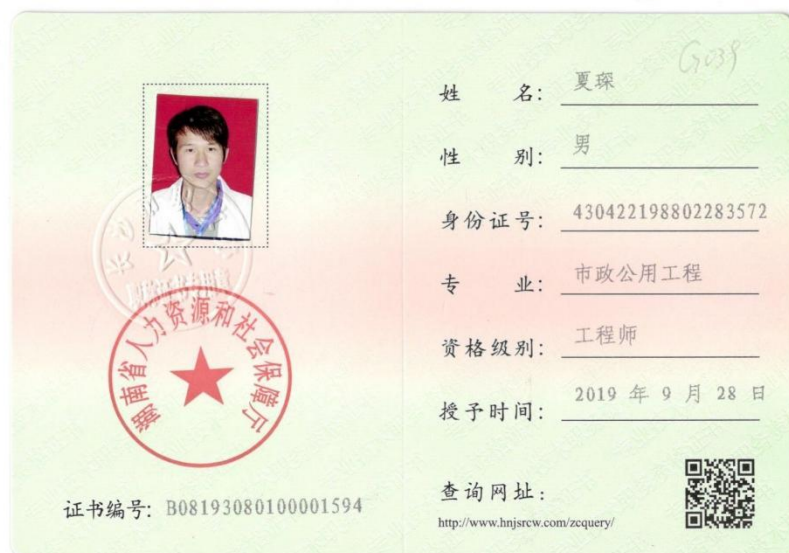 G039
姓 名: 夏琛
性 别: 男
身份证号: 430422198802283572
专 业: 市政公用工程
资格级别: 工程师
授予时间: 2019 年 9 月 28 日
查询网址:
http://www.hnjsrcw.com/zcquery/
湖南省人力资源和社会保障厅
证书编号: B08193080100001594